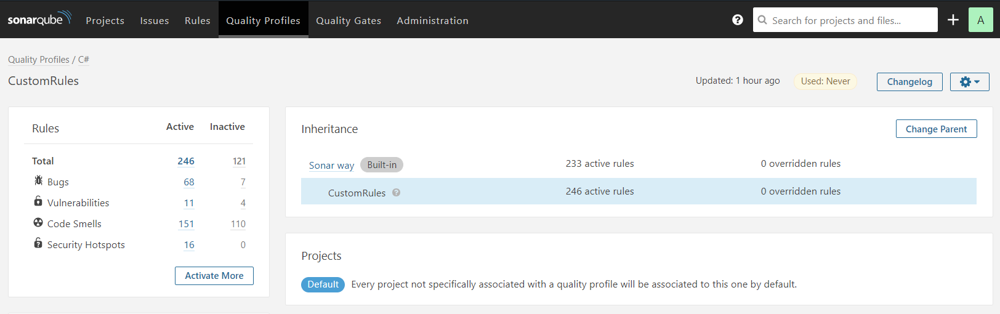 sonarqube Projects Issues Rules Quality Profiles Quality Gates Administration ? Search for projects and files... A
Quality Profiles / C#
CustomRules Updated: 1 hour ago Used: Never Changelog
Rules Active Inactive
Total 246 121
Bugs 68 7
Vulnerabilities 11 4
Code Smells 151 110
Security Hotspots 16 0
Activate More
Inheritance Change Parent
Sonar way Built-in 233 active rules 0 overridden rules
CustomRules ? 246 active rules 0 overridden rules
Projects
Default Every project not specifically associated with a quality profile will be associated to this one by default.